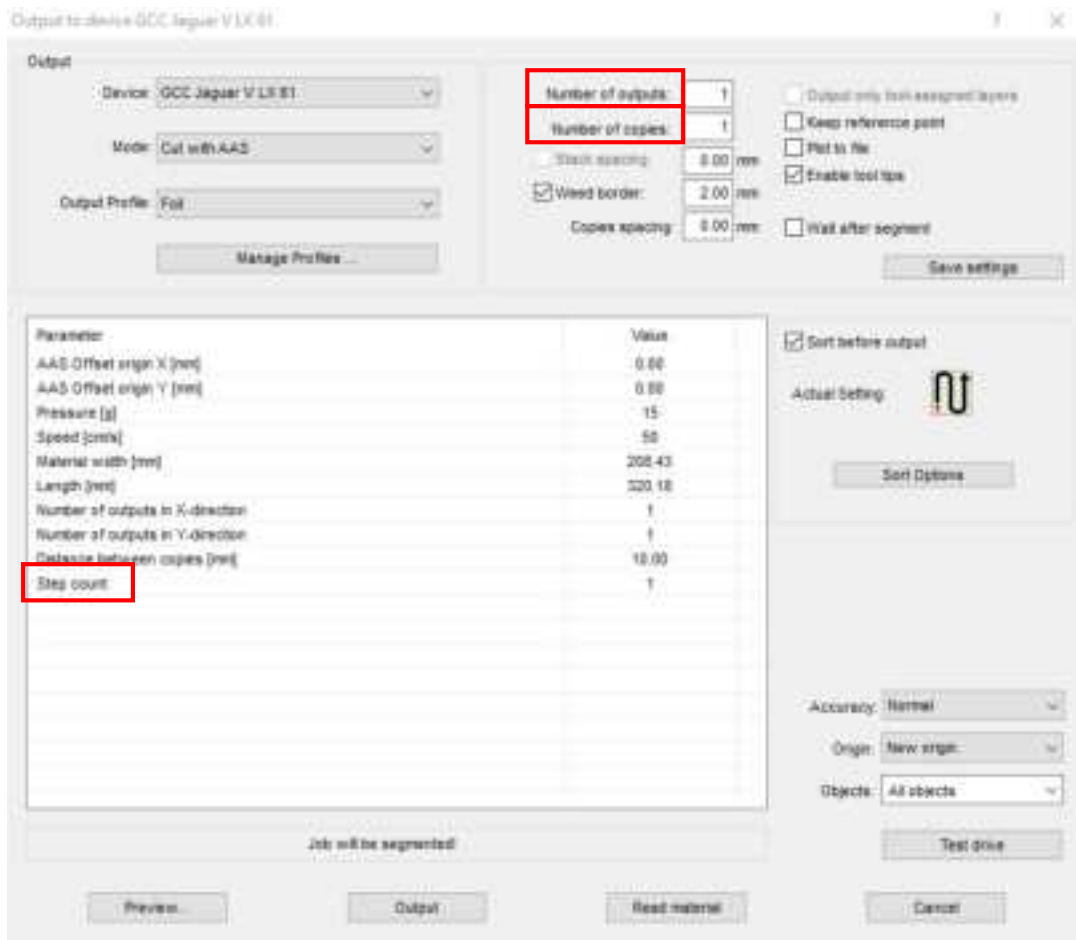 Output to device GCC Jaguar V LX 61
Output
Device: GCC Jaguar V LX 61
Mode: Cut with AAS
Output Profile: Foil
Manage Profiles ...
Number of outputs: 1
Number of copies: 1
Stack spacing: 0.00 mm
Weed border: 2.00 mm
Copies spacing: 0.00 mm
Output only tool-assigned layers
Keep reference point
Plot to file
Enable tool tips
Wait after segment
Save settings
Parameter Value
AAS Offset origin X [mm] 0.00
AAS Offset origin Y [mm] 0.00
Pressure [g] 15
Speed [cm/s] 50
Material width [mm] 208.43
Length [mm] 320.18
Number of outputs in X-direction 1
Number of outputs in Y-direction 1
Distance between copies [mm] 10.00
Step count 1
Sort before output
Actual Setting
Sort Options
Accuracy: Normal
Origin: New origin
Objects: All objects
Job will be segmented!
Test drive
Preview...
Output
Read material
Cancel